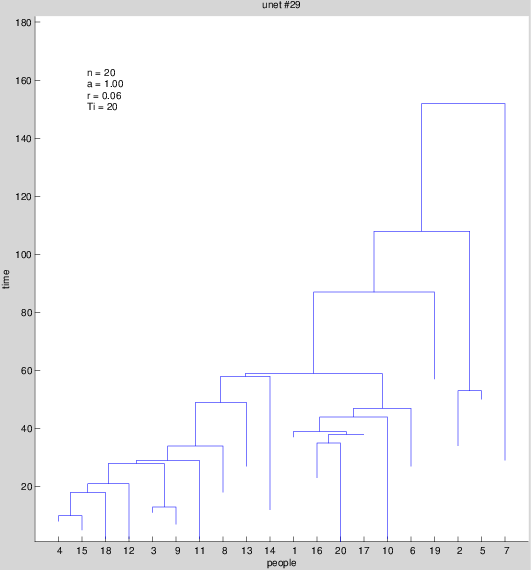 unet #29
180
160
140
120
100
80
60
40
20
time
n = 20
a = 1.00
r = 0.06
Ti = 20
4 15 18 12 3 9 11 8 13 14 1 16 20 17 10 6 19 2 5 7
people